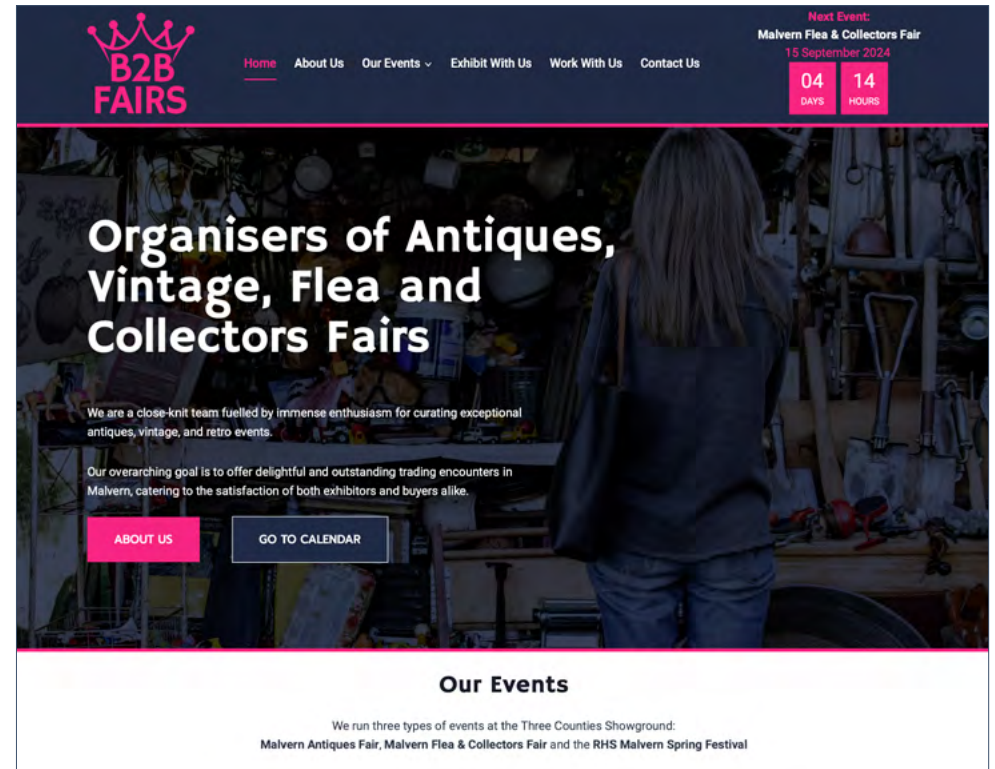 B2B
FAIRS
Home
About Us
Our Events
Exhibit With Us
Work With Us
Contact Us
Next Event:
Malvern Flea & Collectors Fair
15 September 2024
04
DAYS
14
HOURS
Organisers of Antiques,
Vintage, Flea and
Collectors Fairs
We are a close-knit team fuelled by immense enthusiasm for curating exceptional
antiques, vintage, and retro events.
Our overarching goal is to offer delightful and outstanding trading encounters in
Malvern, catering to the satisfaction of both exhibitors and buyers alike.
ABOUT US
GO TO CALENDAR
Our Events
We run three types of events at the Three Counties Showground:
Malvern Antiques Fair, Malvern Flea & Collectors Fair and the RHS Malvern Spring Festival